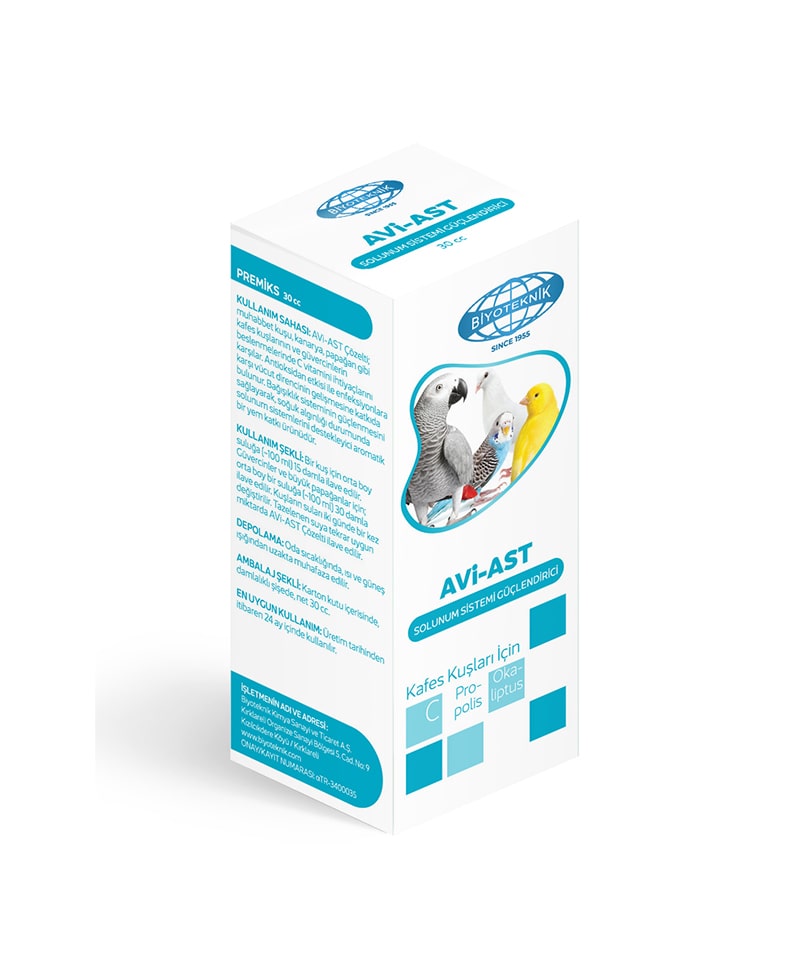 BİYOTEKNİK
SINCE 1955
AVi-AST
SOLUNUM SİSTEMİ GÜÇLENDİRİCİ
30 cc
PREMİKS 30 cc
KULLANIM SAHASI: AVi-AST Çözelti;
muhabbet kuşu, kanarya, papağan gibi
kafes kuşlarının ve güvercinlerin
beslenmelerinde C vitamini ihtiyaçlarını
karşılar. Antioksidan etkisi ile enfeksiyonlara
karşı vücut direncinin gelişmesine katkıda
bulunur. Bağışıklık sisteminin güçlenmesini
sağlayarak, soğuk algınlığı durumunda
solunum sistemlerini destekleyici aromatik
bir yem katkı ürünüdür.
KULLANIM ŞEKLİ: Bir kuş için orta boy
suluğa (~100 ml) 15 damla ilave edilir.
Güvercinler ve büyük papağanlar için;
orta boy bir suluğa (~100 ml) 30 damla
ilave edilir. Kuşların suları iki günde bir kez
değiştirilir. Tazelenen suya tekrar uygun
miktarda AVi-AST Çözelti ilave edilir.
DEPOLAMA: Oda sıcaklığında, ısı ve güneş
ışığından uzakta muhafaza edilir.
AMBALAJ ŞEKLİ: Karton kutu içerisinde,
damlalıklı şişede, net 30 cc.
EN UYGUN KULLANIM: Üretim tarihinden
itibaren 24 ay içinde kullanılır.
İŞLETMENİN ADI VE ADRESİ :
Biyoteknik Kimya Sanayi ve Ticaret A.Ş.
Kırklareli Organize Sanayi Bölgesi 5. Cad. No: 9
Kızılcıkdere Köyü / Kırklareli
www.biyoteknik.com
ONAY/KAYIT NUMARASI: αTR-3400035
BİYOTEKNİK
SINCE 1955
AVi-AST
SOLUNUM SİSTEMİ GÜÇLENDİRİCİ
Kafes Kuşları İçin
C
Pro-
polis
Oka-
liptus